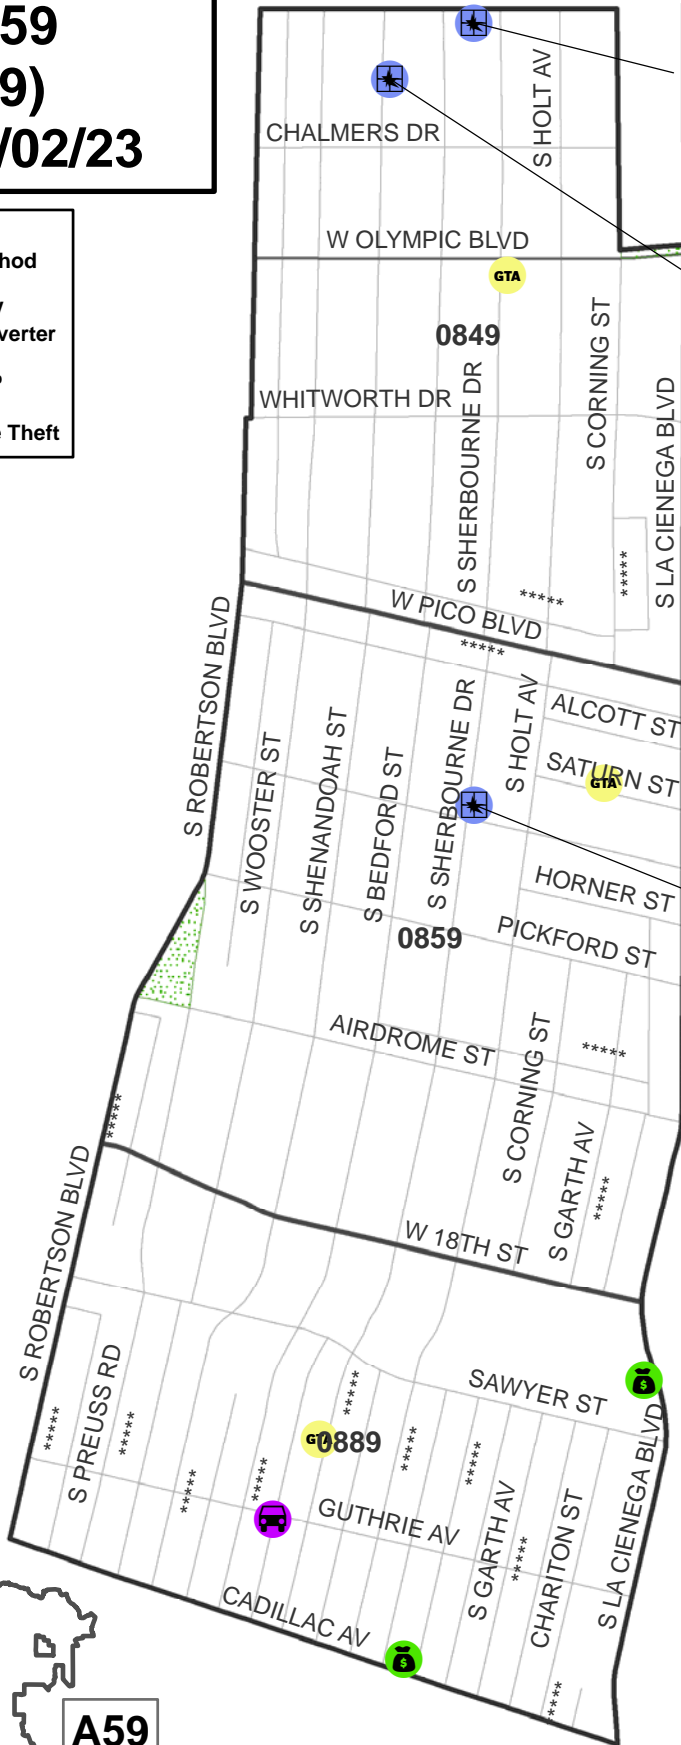 59
9)
/02/23
hod
y
verter
e Theft
S HOLT AV
CHALMERS DR
W OLYMPIC BLVD
GTA
0849
S CORNING ST
WHITWORTH DR
S SHERBOURNE DR
S LA CIENEGA BLVD
*****
*****
W PICO BLVD
*****
S ROBERTSON BLVD
ALCOTT ST
S HOLT AV
SATURN ST
GTA
S WOOSTER ST
S SHENANDOAH ST
S BEDFORD ST
S SHERBOURNE DR
HORNER ST
0859
PICKFORD ST
AIRDROME ST
S CORNING ST
*****
*****
S GARTH AV
*****
S ROBERTSON BLVD
W 18TH ST
SAWYER ST
$
S PREUSS RD
*****
*****
*****
GTA
0889
*****
*****
*****
*****
GUTHRIE AV
S GARTH AV
*****
CHARITON ST
S LA CIENEGA BLVD
CADILLAC AV
$
*****
A59